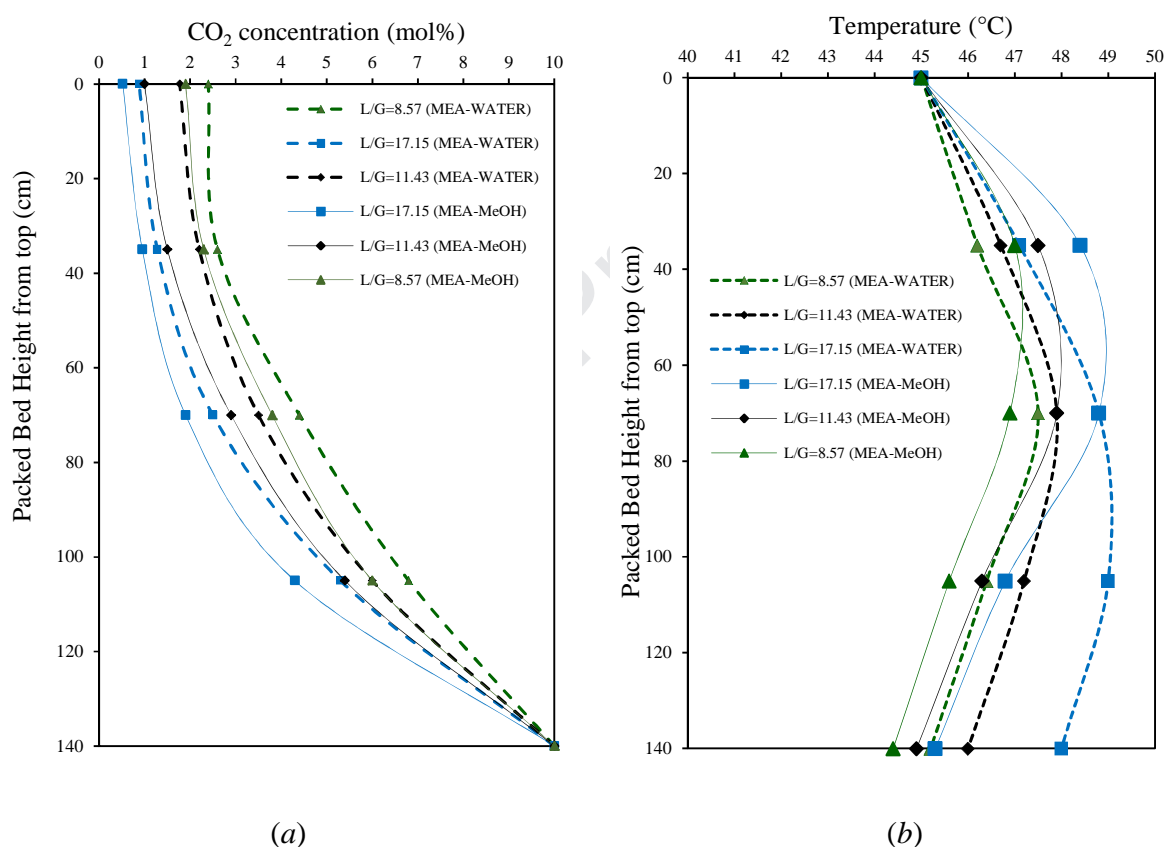 CO2 concentration (mol%)
0 1 2 3 4 5 6 7 8 9 10
Packed Bed Height from top (cm)
0
20
40
60
80
100
120
140
L/G=8.57 (MEA-WATER)
L/G=17.15 (MEA-WATER)
L/G=11.43 (MEA-WATER)
L/G=17.15 (MEA-MeOH)
L/G=11.43 (MEA-MeOH)
L/G=8.57 (MEA-MeOH)
(a)
Temperature (°C)
40 42 44 46 47 48 49 50
Packed Bed Height from top (cm)
0
20
40
60
80
100
120
140
L/G=8.57 (MEA-WATER)
L/G=11.43 (MEA-WATER)
L/G=17.15 (MEA-WATER)
L/G=17.15 (MEA-MeOH)
L/G=11.43 (MEA-MeOH)
L/G=8.57 (MEA-MeOH)
(b)